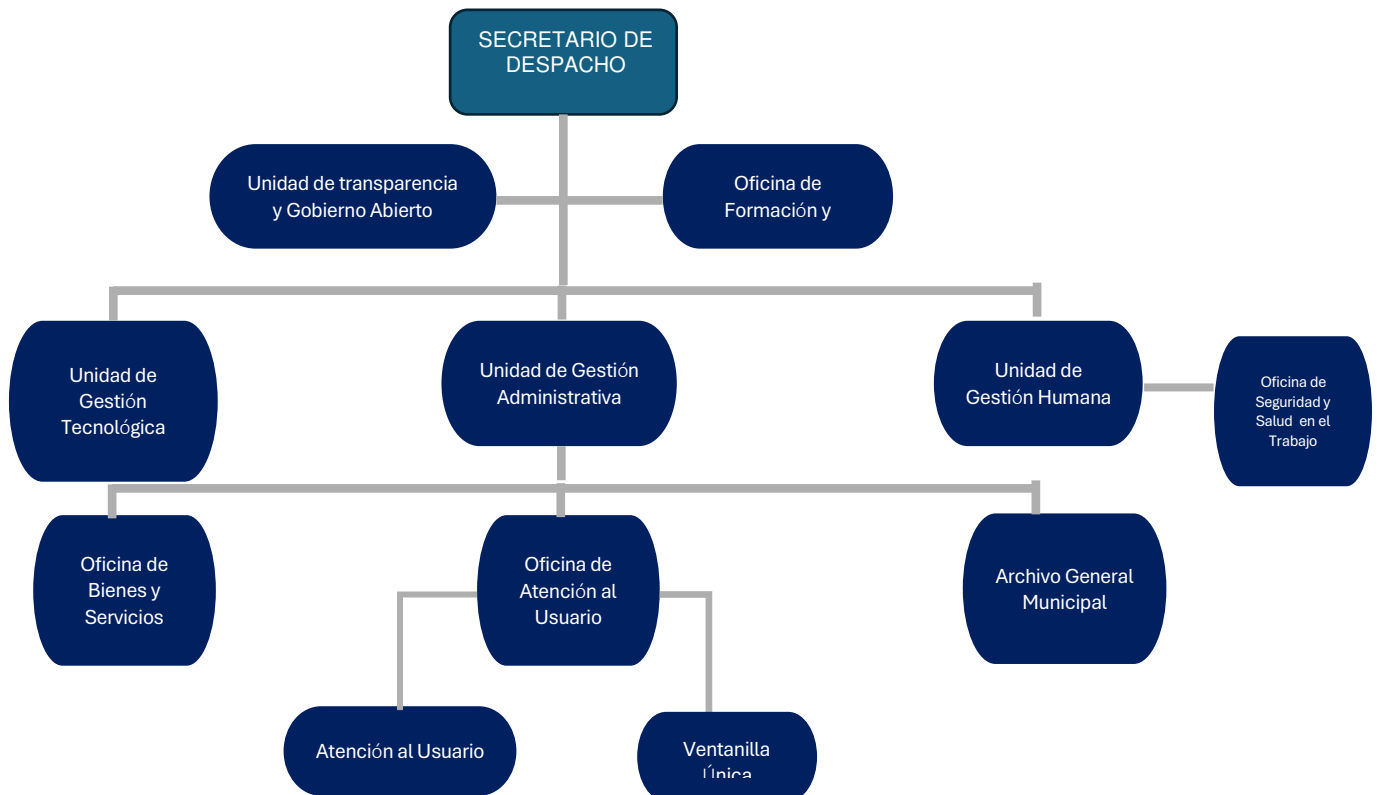 SECRETARIO DE
DESPACHO
Unidad de transparencia
y Gobierno Abierto
Oficina de
Formación y
Unidad de
Gestión
Tecnológica
Unidad de Gestión
Administrativa
Unidad de
Gestión Humana
Oficina de
Seguridad y
Salud en el
Trabajo
Oficina de
Bienes y
Servicios
Oficina de
Atención al
Usuario
Archivo General
Municipal
Atención al Usuario
Ventanilla
Única